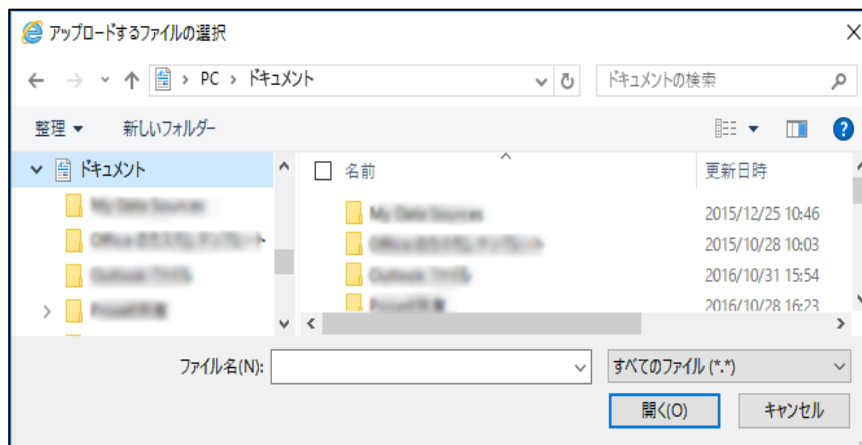 アップロードするファイルの選択
PC › ドキュメント
ドキュメントの検索
整理
新しいフォルダー
ドキュメント
名前
更新日時
2015/12/25 10:46
2015/10/28 10:03
2016/10/31 15:54
2016/10/28 16:23
ファイル名(N):
すべてのファイル (*.*)
開く(O)
キャンセル